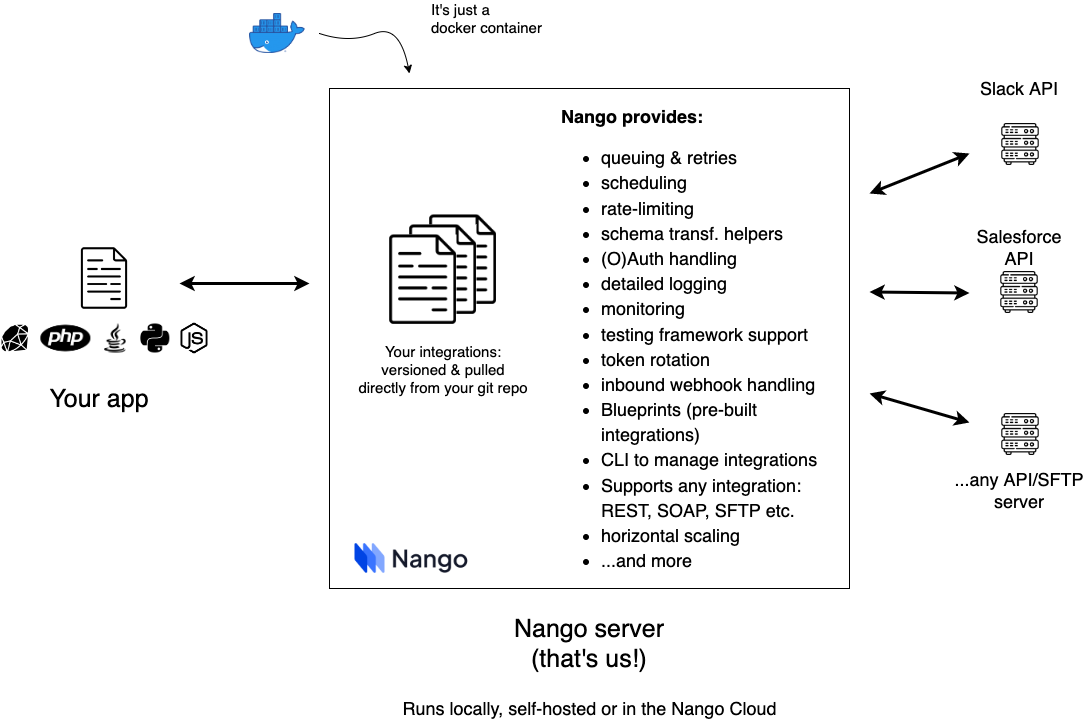 It's just a
docker container
Slack API
Nango provides:
• queuing & retries
• scheduling
• rate-limiting
• schema transf. helpers
• (O)Auth handling
• detailed logging
• monitoring
• testing framework support
• token rotation
• inbound webhook handling
• Blueprints (pre-built
integrations)
• CLI to manage integrations
• Supports any integration:
REST, SOAP, SFTP etc.
• horizontal scaling
• ...and more
Salesforce
API
php
JS
Your app
Your integrations:
versioned & pulled
directly from your git repo
...any API/SFTP
server
Nango
Nango server
(that's us!)
Runs locally, self-hosted or in the Nango Cloud